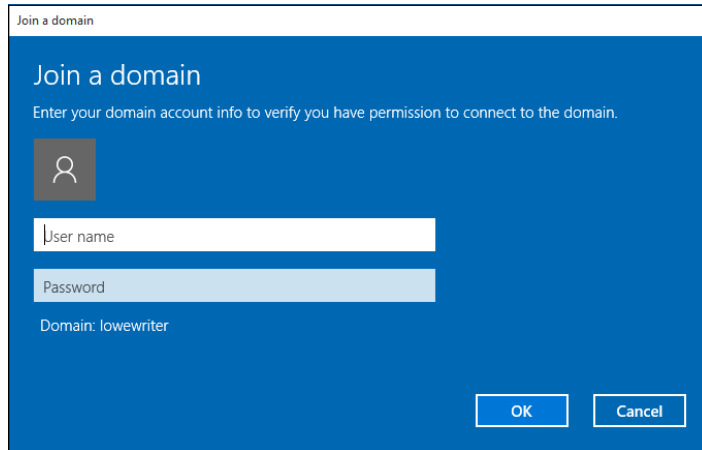 Join a domain
Join a domain
Enter your domain account info to verify you have permission to connect to the domain.
User name
Password
Domain: lowewriter
OK
Cancel